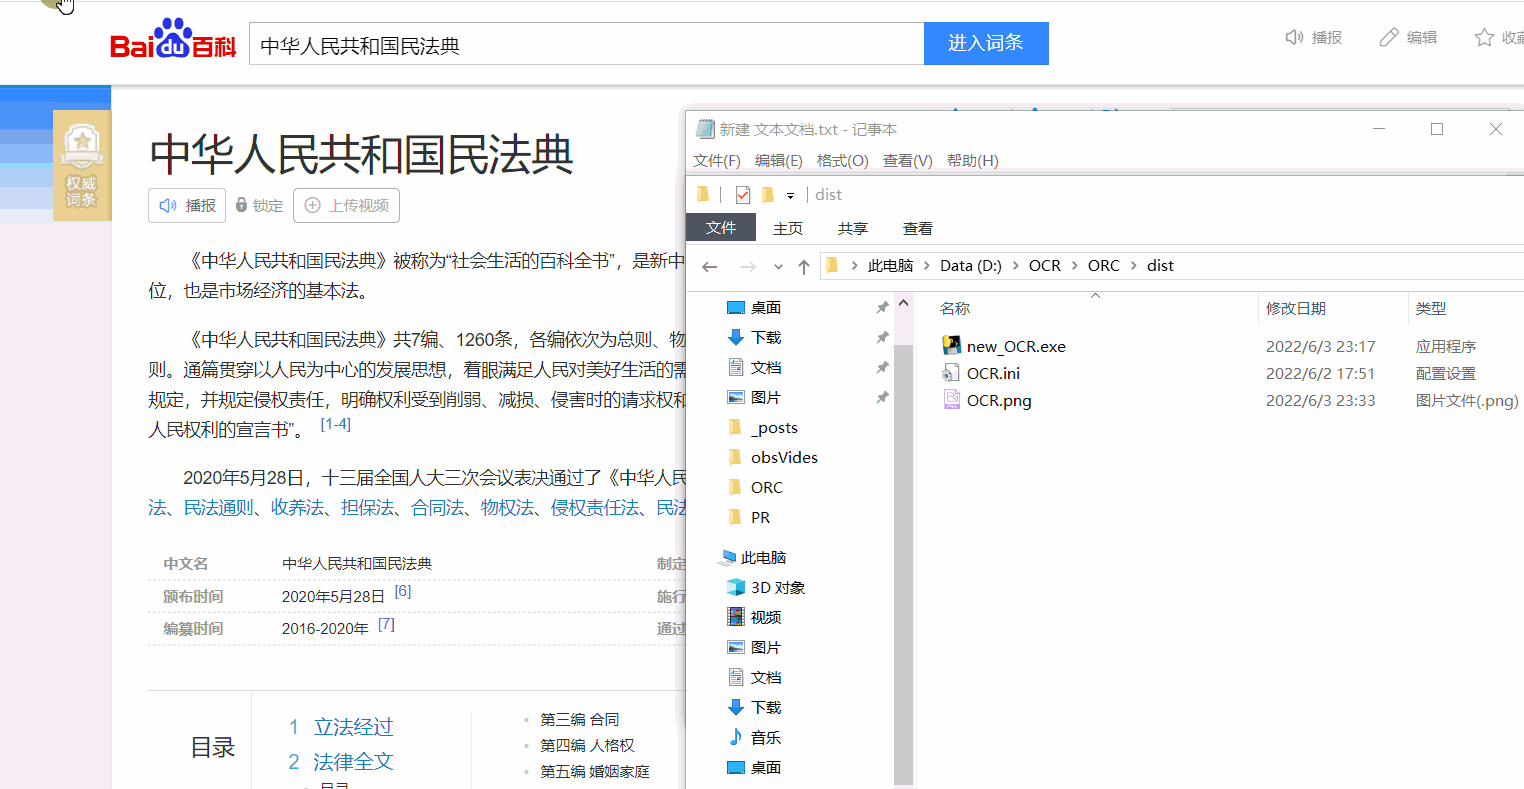 Bai du 百科
中华人民共和国民法典
进入词条
播报
编辑
权威
词条
中华人民共和国民法典
播报
锁定
上传视频
《中华人民共和国民法典》被称为“社会生活的百科全书”，是新中
位，也是市场经济的基本法。
《中华人民共和国民法典》共7编、1260条，各编依次为总则、物
则。通篇贯穿以人民为中心的发展思想，着眼满足人民对美好生活的需
规定，并规定侵权责任，明确权利受到削弱、减损、侵害时的请求权和
人民权利的宣言书”。 [1-4]
2020年5月28日，十三届全国人大三次会议表决通过了《中华人民
法、民法通则、收养法、担保法、合同法、物权法、侵权责任法、民法
中文名 中华人民共和国民法典 制定
颁布时间 2020年5月28日 [6] 施行
编纂时间 2016-2020年 [7] 通过
目录
1 立法经过
2 法律全文
目录
第三编 合同
第四编 人格权
第五编 婚姻家庭
新建 文本文档.txt - 记事本
文件(F) 编辑(E) 格式(O) 查看(V) 帮助(H)
dist
文件 主页 共享 查看
此电脑 Data (D:) OCR ORC dist
桌面
下载
文档
图片
_posts
obsVides
ORC
PR
此电脑
3D 对象
视频
图片
文档
下载
音乐
桌面
名称 修改日期 类型
new_OCR.exe 2022/6/3 23:17 应用程序
OCR.ini 2022/6/2 17:51 配置设置
OCR.png 2022/6/3 23:33 图片文件(.png)